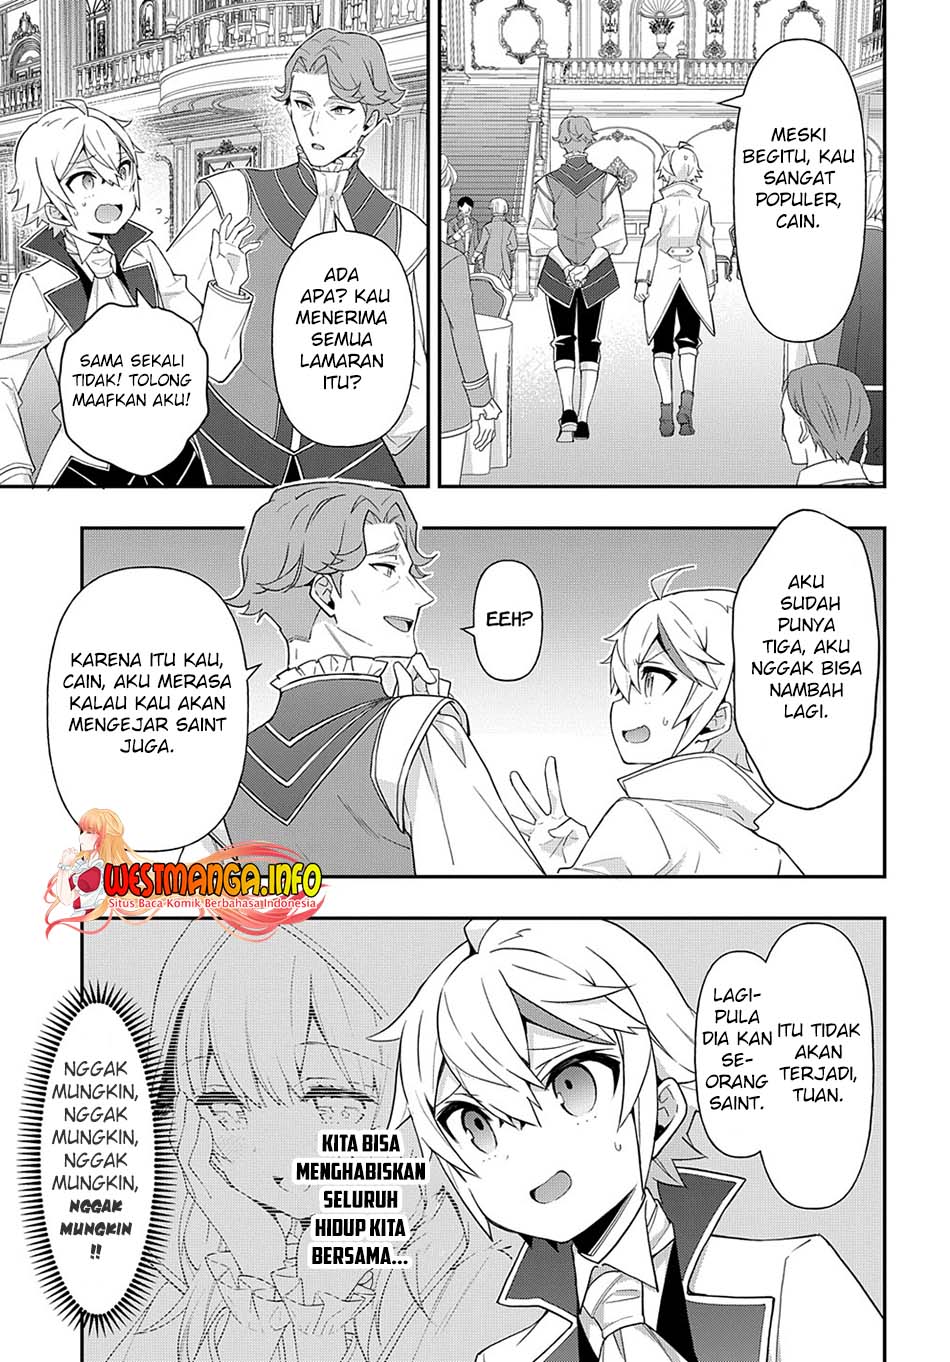 MESKI
BEGITU, KAU
SANGAT
POPULER,
CAIN.
ADA
APA? KAU
MENERIMA
SEMUA
LAMARAN
ITU?
SAMA SEKALI
TIDAK! TOLONG
MAAFKAN AKU!
AKU
SUDAH
PUNYA
TIGA, AKU
NGGAK BISA
NAMBAH
LAGI.
EEH?
KARENA ITU KAU,
CAIN, AKU MERASA
KALAU KAU AKAN
MENGEJAR SAINT
JUGA.
WESTMANGA.INFO
Situs Baca Komik Berbahasa Indonesia
ITU TIDAK
AKAN
TERJADI,
TUAN.
LAGI-
PULA
DIA KAN
SE-
ORANG
SAINT.
KITA BISA
MENGHABISKAN
SELURUH
HIDUP KITA
BERSAMA...
NGGAK
MUNGKIN,
NGGAK
MUNGKIN,
NGGAK
MUNGKIN,
NGGAK
MUNGKIN
!!